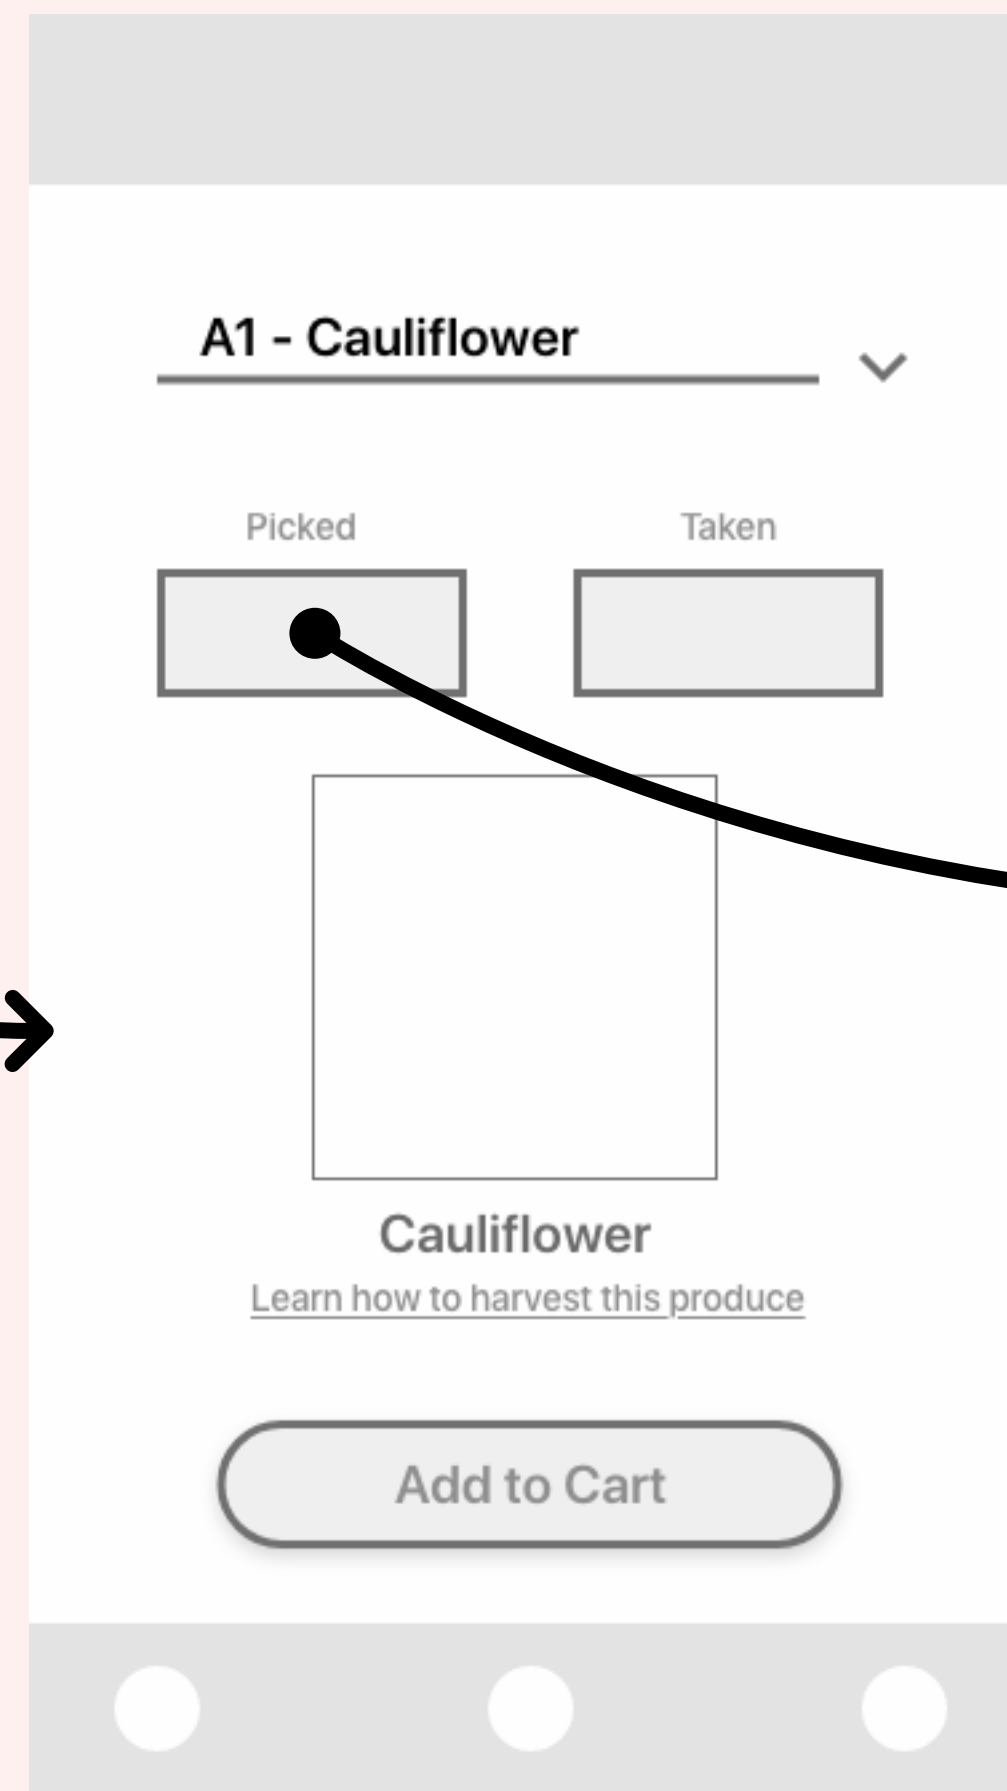 A1 - Cauliflower
Picked
Taken
Cauliflower
Learn how to harvest this produce
Add to Cart